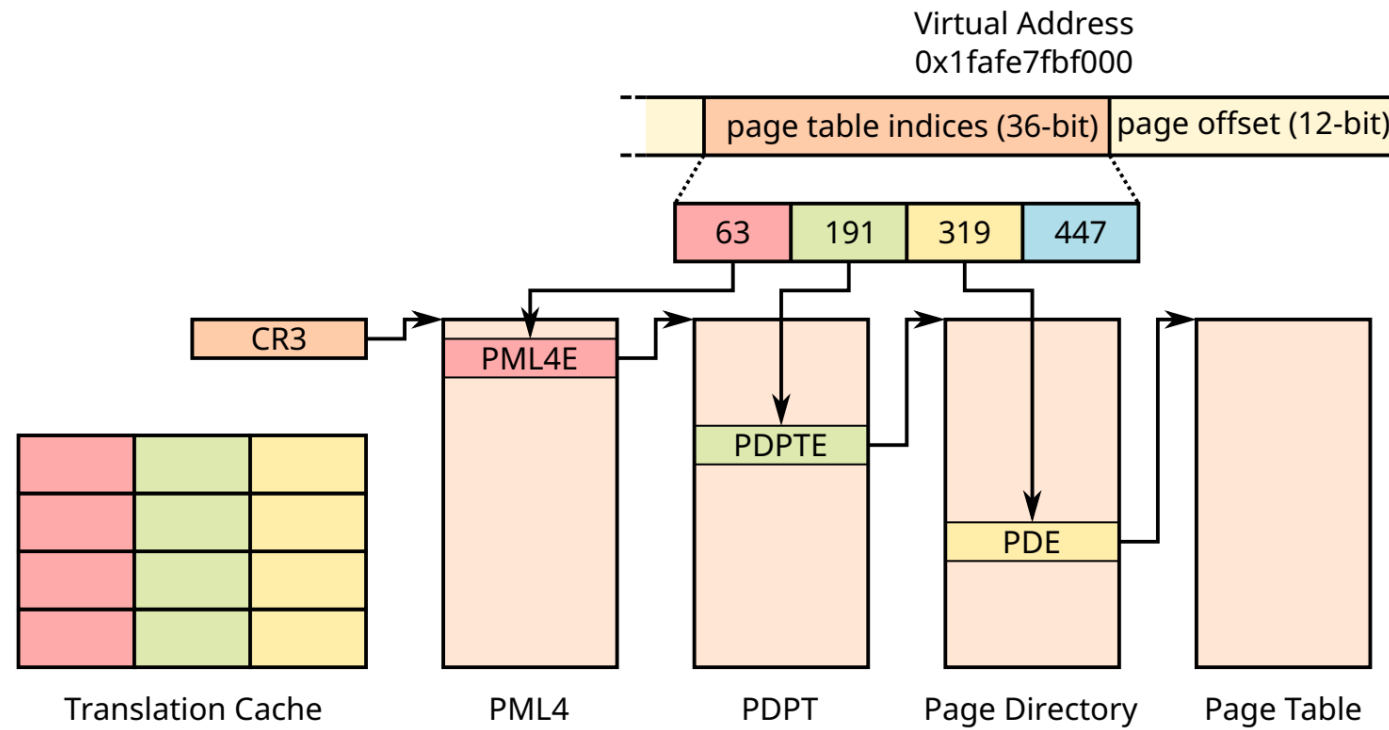 Virtual Address
0x1fafe7fbf000
page table indices (36-bit)
page offset (12-bit)
63
191
319
447
CR3
PML4E
PDPTE
PDE
Translation Cache
PML4
PDPT
Page Directory
Page Table